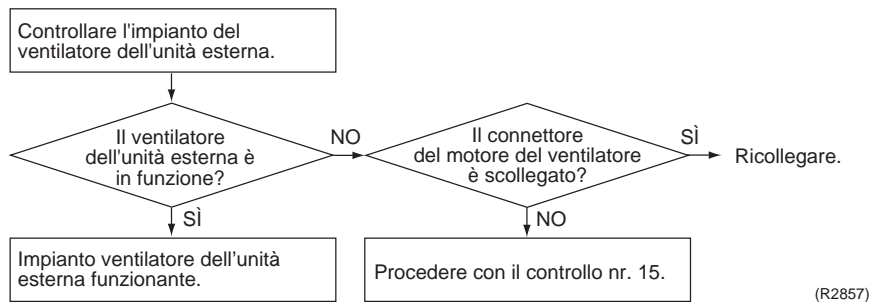 Controllare l'impianto del
ventilatore dell'unità esterna.
Il ventilatore
dell'unità esterna è
in funzione?
NO
Il connettore
del motore del ventilatore
è scollegato?
SÌ
Ricollegare.
SÌ
NO
Impianto ventilatore dell’unità
esterna funzionante.
Procedere con il controllo nr. 15.
(R2857)